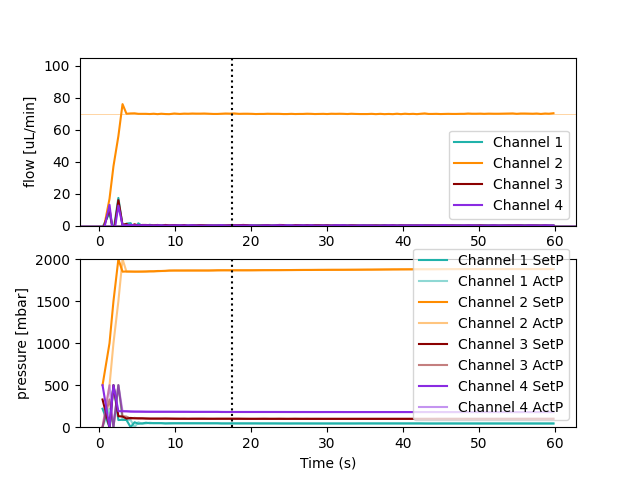 100
80
60
40
20
0
flow [uL/min]
Channel 1
Channel 2
Channel 3
Channel 4
0 10 20 30 40 50 60
2000
1500
1000
500
0
pressure [mbar]
Channel 1 SetP
Channel 1 ActP
Channel 2 SetP
Channel 2 ActP
Channel 3 SetP
Channel 3 ActP
Channel 4 SetP
Channel 4 ActP
0 10 20 30 40 50 60
Time (s)